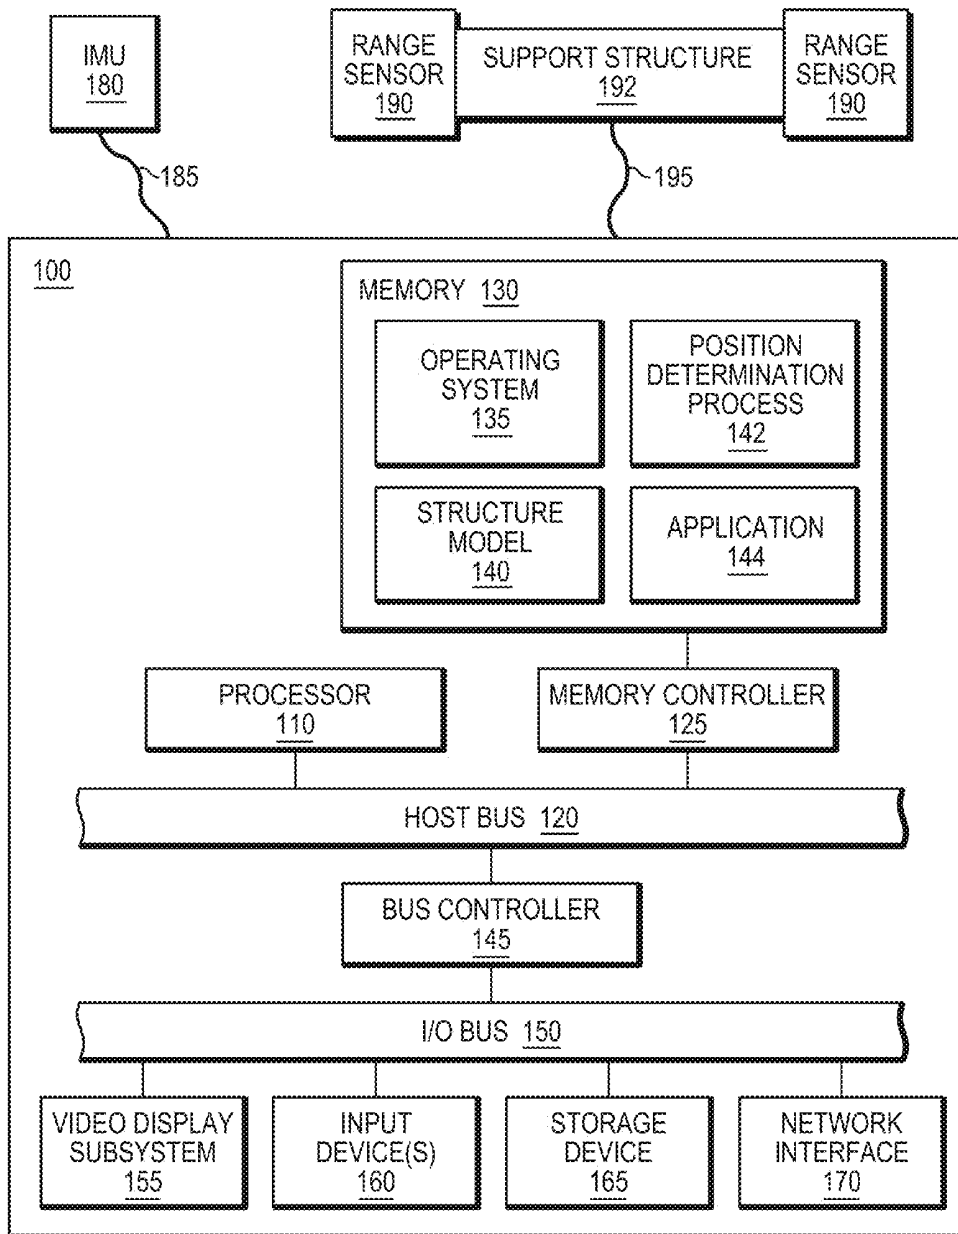 IMU
180
RANGE
SENSOR
190
SUPPORT STRUCTURE
192
RANGE
SENSOR
190
185
195
100
MEMORY 130
OPERATING
SYSTEM
135
POSITION
DETERMINATION
PROCESS
142
STRUCTURE
MODEL
140
APPLICATION
144
PROCESSOR
110
MEMORY CONTROLLER
125
HOST BUS 120
BUS CONTROLLER
145
I/O BUS 150
VIDEO DISPLAY
SUBSYSTEM
155
INPUT
DEVICE(S)
160
STORAGE
DEVICE
165
NETWORK
INTERFACE
170